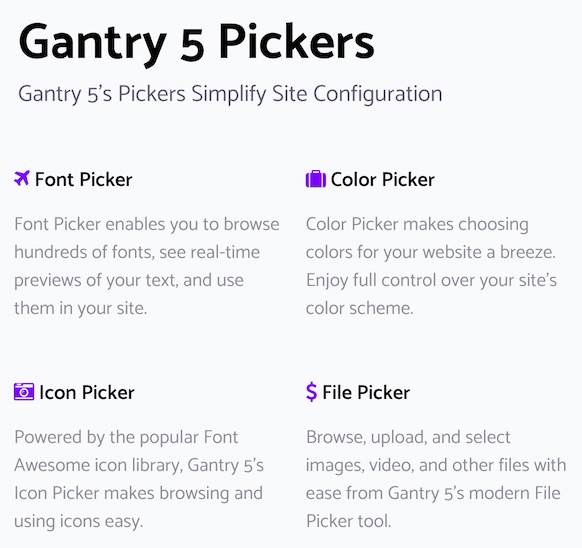 Gantry 5 Pickers
Gantry 5's Pickers Simplify Site Configuration
Font Picker
Font Picker enables you to browse
hundreds of fonts, see real-time
previews of your text, and use
them in your site.
Color Picker
Color Picker makes choosing
colors for your website a breeze.
Enjoy full control over your site's
color scheme.
Icon Picker
Powered by the popular Font
Awesome icon library, Gantry 5's
Icon Picker makes browsing and
using icons easy.
$ File Picker
Browse, upload, and select
images, video, and other files with
ease from Gantry 5's modern File
Picker tool.